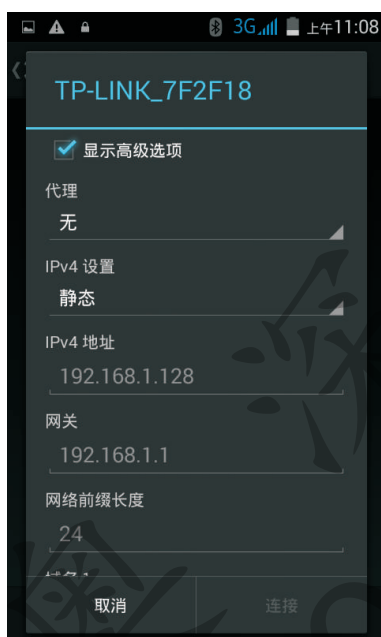 3G 上午11:08
TP-LINK_7F2F18
显示高级选项
代理
无
IPv4 设置
静态
IPv4 地址
192.168.1.128
网关
192.168.1.1
网络前缀长度
24
取消
连接